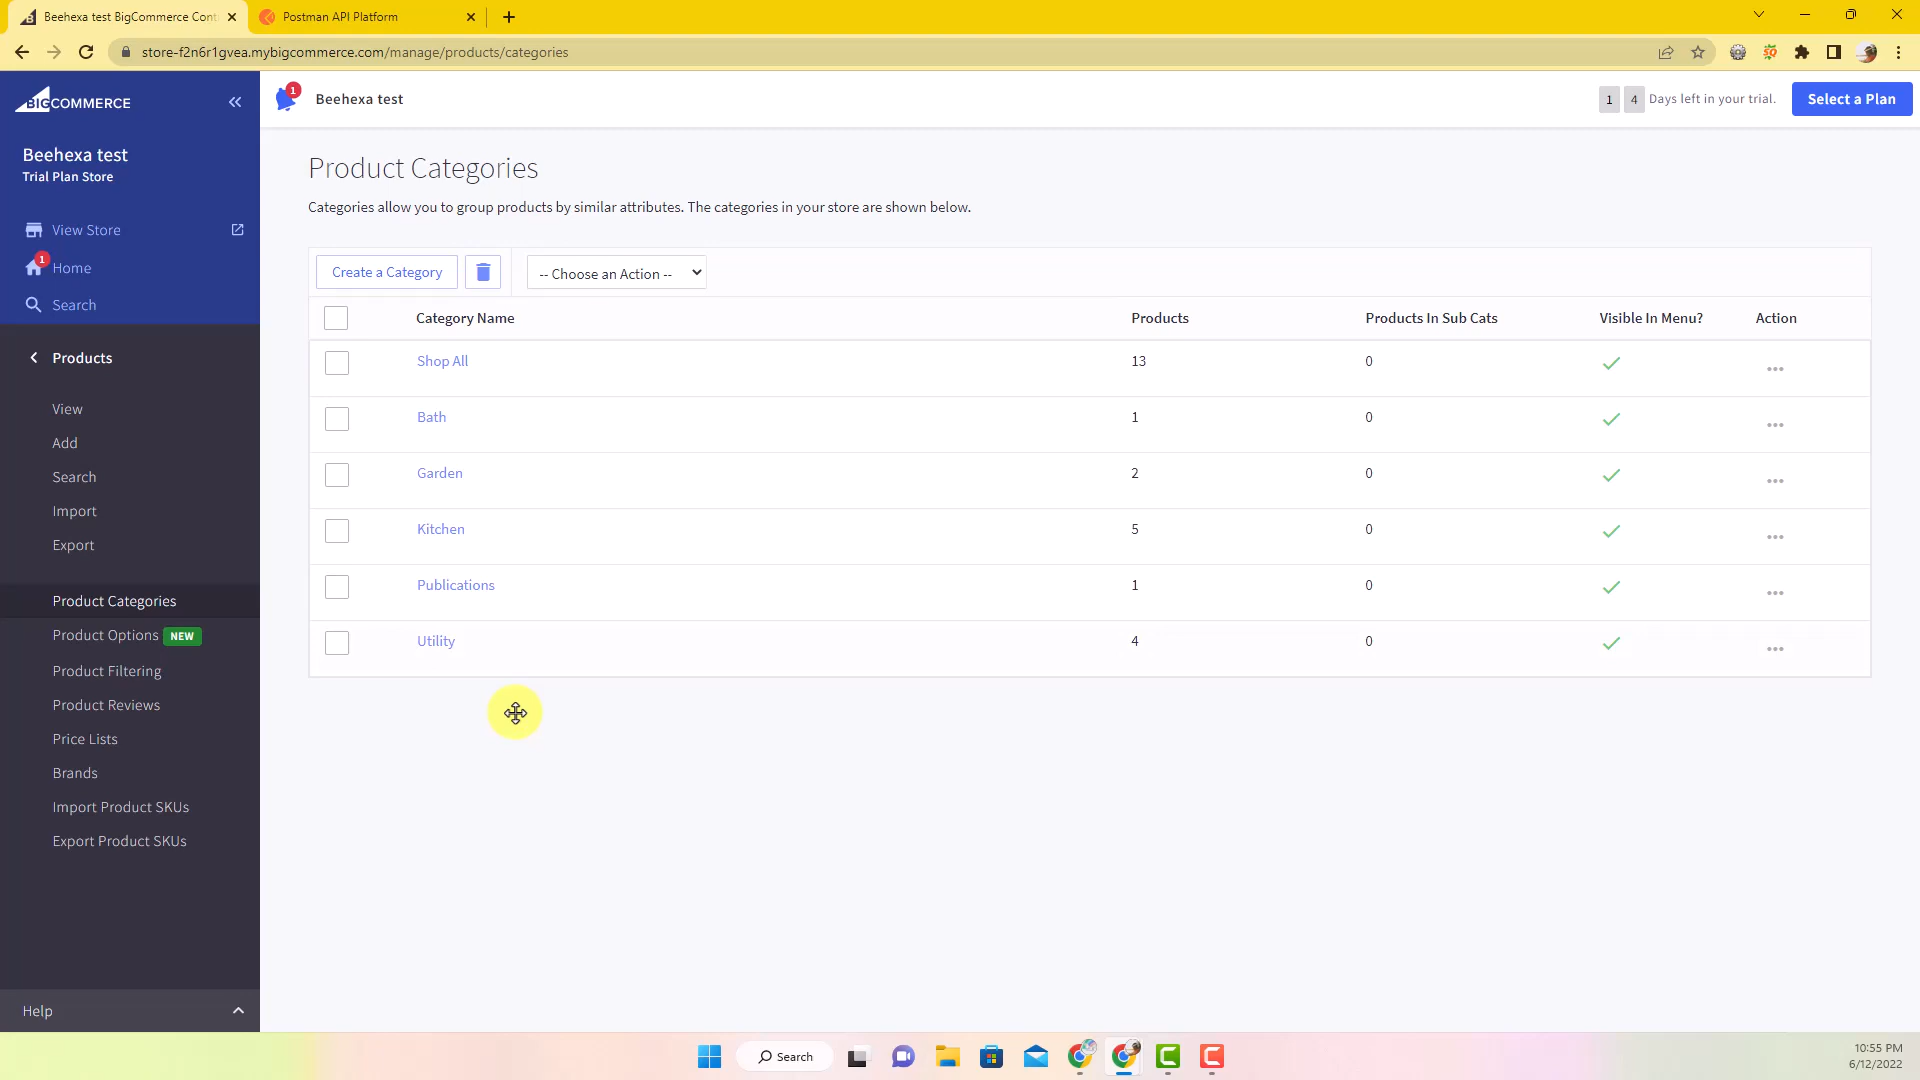 Beehexa test BigCommerce Cont
Postman API Platform
store-f2n6r1gvea.mybigcommerce.com/manage/products/categories
BIGCOMMERCE
1
Beehexa test
1 4 Days left in your trial.
Select a Plan
Beehexa test
Trial Plan Store
View Store
1
Home
Search
Products
View
Add
Search
Import
Export
Product Categories
Product Options NEW
Product Filtering
Product Reviews
Price Lists
Brands
Import Product SKUs
Export Product SKUs
Help
Product Categories
Categories allow you to group products by similar attributes. The categories in your store are shown below.
Create a Category
-- Choose an Action --
Category Name Products Products In Sub Cats Visible In Menu? Action
Shop All 13 0
Bath 1 0
Garden 2 0
Kitchen 5 0
Publications 1 0
Utility 4 0
Search
10:55 PM
6/12/2022